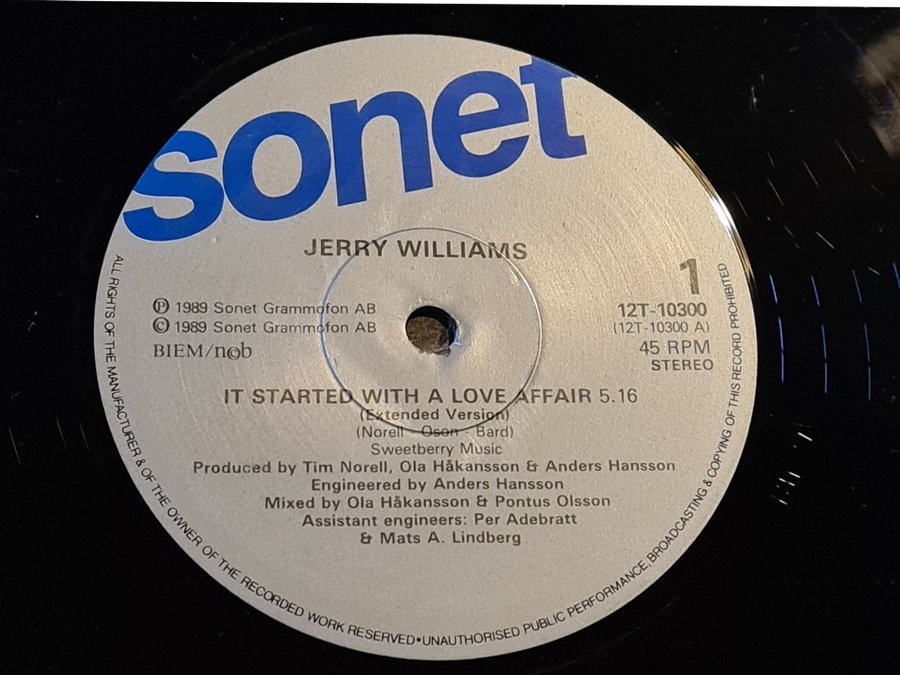 sonet
JERRY WILLIAMS
1
℗ 1989 Sonet Grammofon AB
© 1989 Sonet Grammofon AB
BIEM/ncb
12T-10300
(12T-10300 A)
45 RPM
STEREO
IT STARTED WITH A LOVE AFFAIR 5.16
(Extended Version)
(Norell - Oson - Bard)
Sweetberry Music
Produced by Tim Norell, Ola Håkansson & Anders Hansson
Engineered by Anders Hansson
Mixed by Ola Håkansson & Pontus Olsson
Assistant engineers: Per Adebratt
& Mats A. Lindberg
ALL RIGHTS OF THE MANUFACTURER & OF THE OWNER OF THE RECORDED WORK RESERVED•UNAUTHORISED PUBLIC PERFORMANCE, BROADCASTING & COPYING OF THIS RECORD PROHIBITED